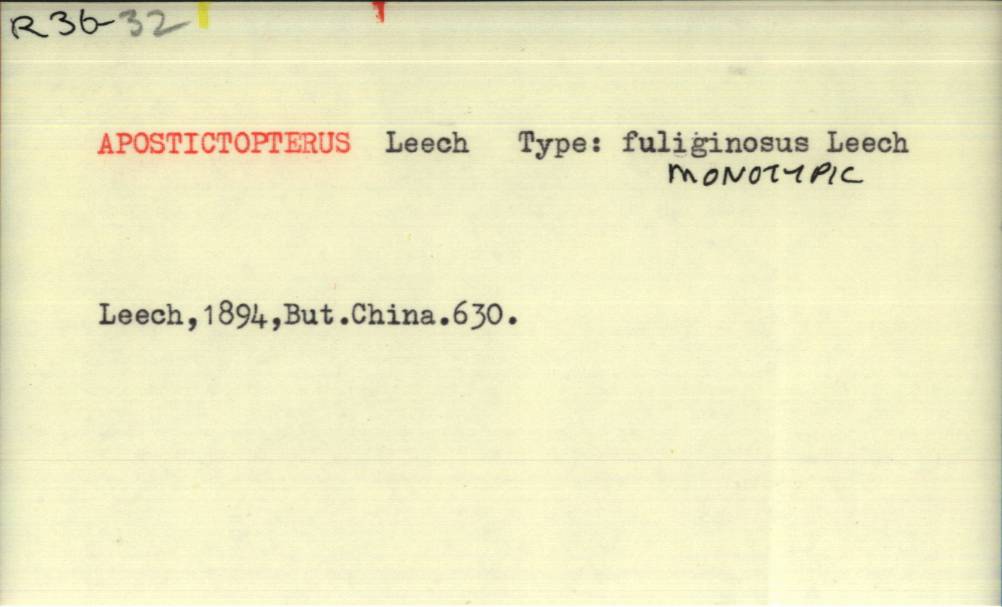 R36-32
APOSTICTOPTERUS Leech Type: fuliginosus Leech
MONOTYPIC
Leech,1894,But.China.630.